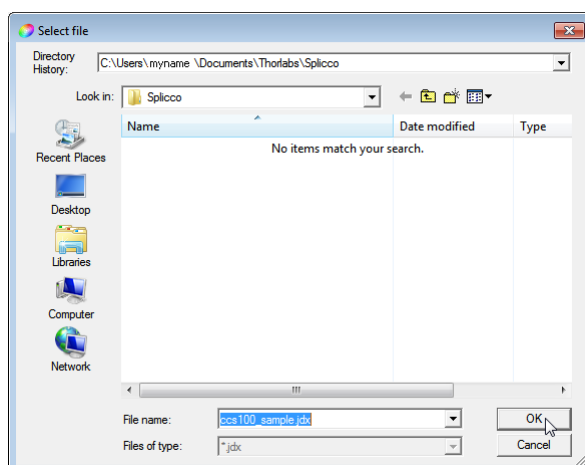 Select file
Directory
History:
C:\Users\myname \Documents\Thorlabs\Splicco
Look in:
Splicco
Name
Date modified
Type
No items match your search.
Recent Places
Desktop
Libraries
Computer
Network
File name:
ccs100_sample.jdx
OK
Files of type:
*.jdx
Cancel